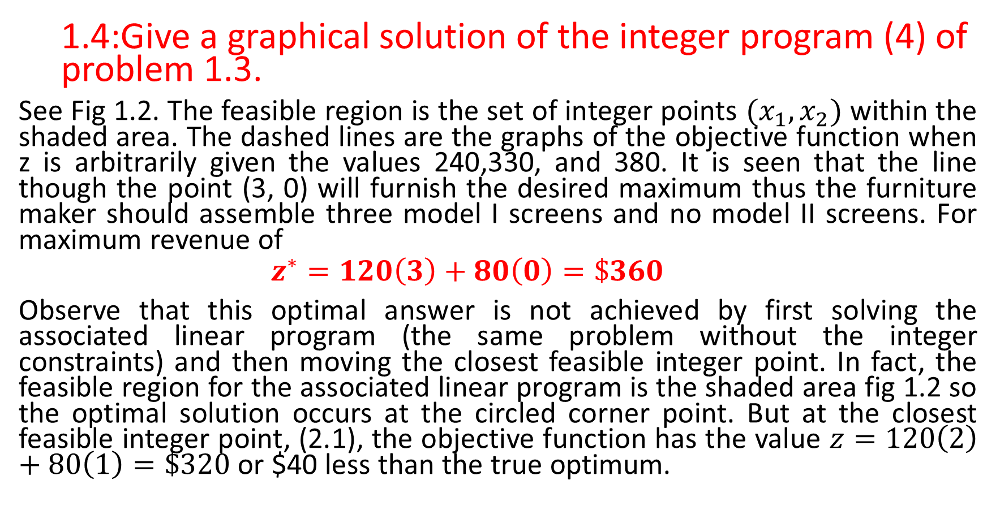 1.4:Give a graphical solution of the integer program (4) of
problem 1.3.
See Fig 1.2. The feasible region is the set of integer points (x₁, x₂) within the
shaded area. The dashed lines are the graphs of the objective function when
z is arbitrarily given the values 240,330, and 380. It is seen that the line
though the point (3, 0) will furnish the desired maximum thus the furniture
maker should assemble three model I screens and no model II screens. For
maximum revenue of
z* = 120(3) + 80(0) = $360
Observe that this optimal answer is not achieved by first solving the
associated linear program (the same problem without the integer
constraints) and then moving the closest feasible integer point. In fact, the
feasible region for the associated linear program is the shaded area fig 1.2 so
the optimal solution occurs at the circled corner point. But at the closest
feasible integer point, (2.1), the objective function has the value z = 120(2)
+ 80(1) = $320 or $40 less than the true optimum.